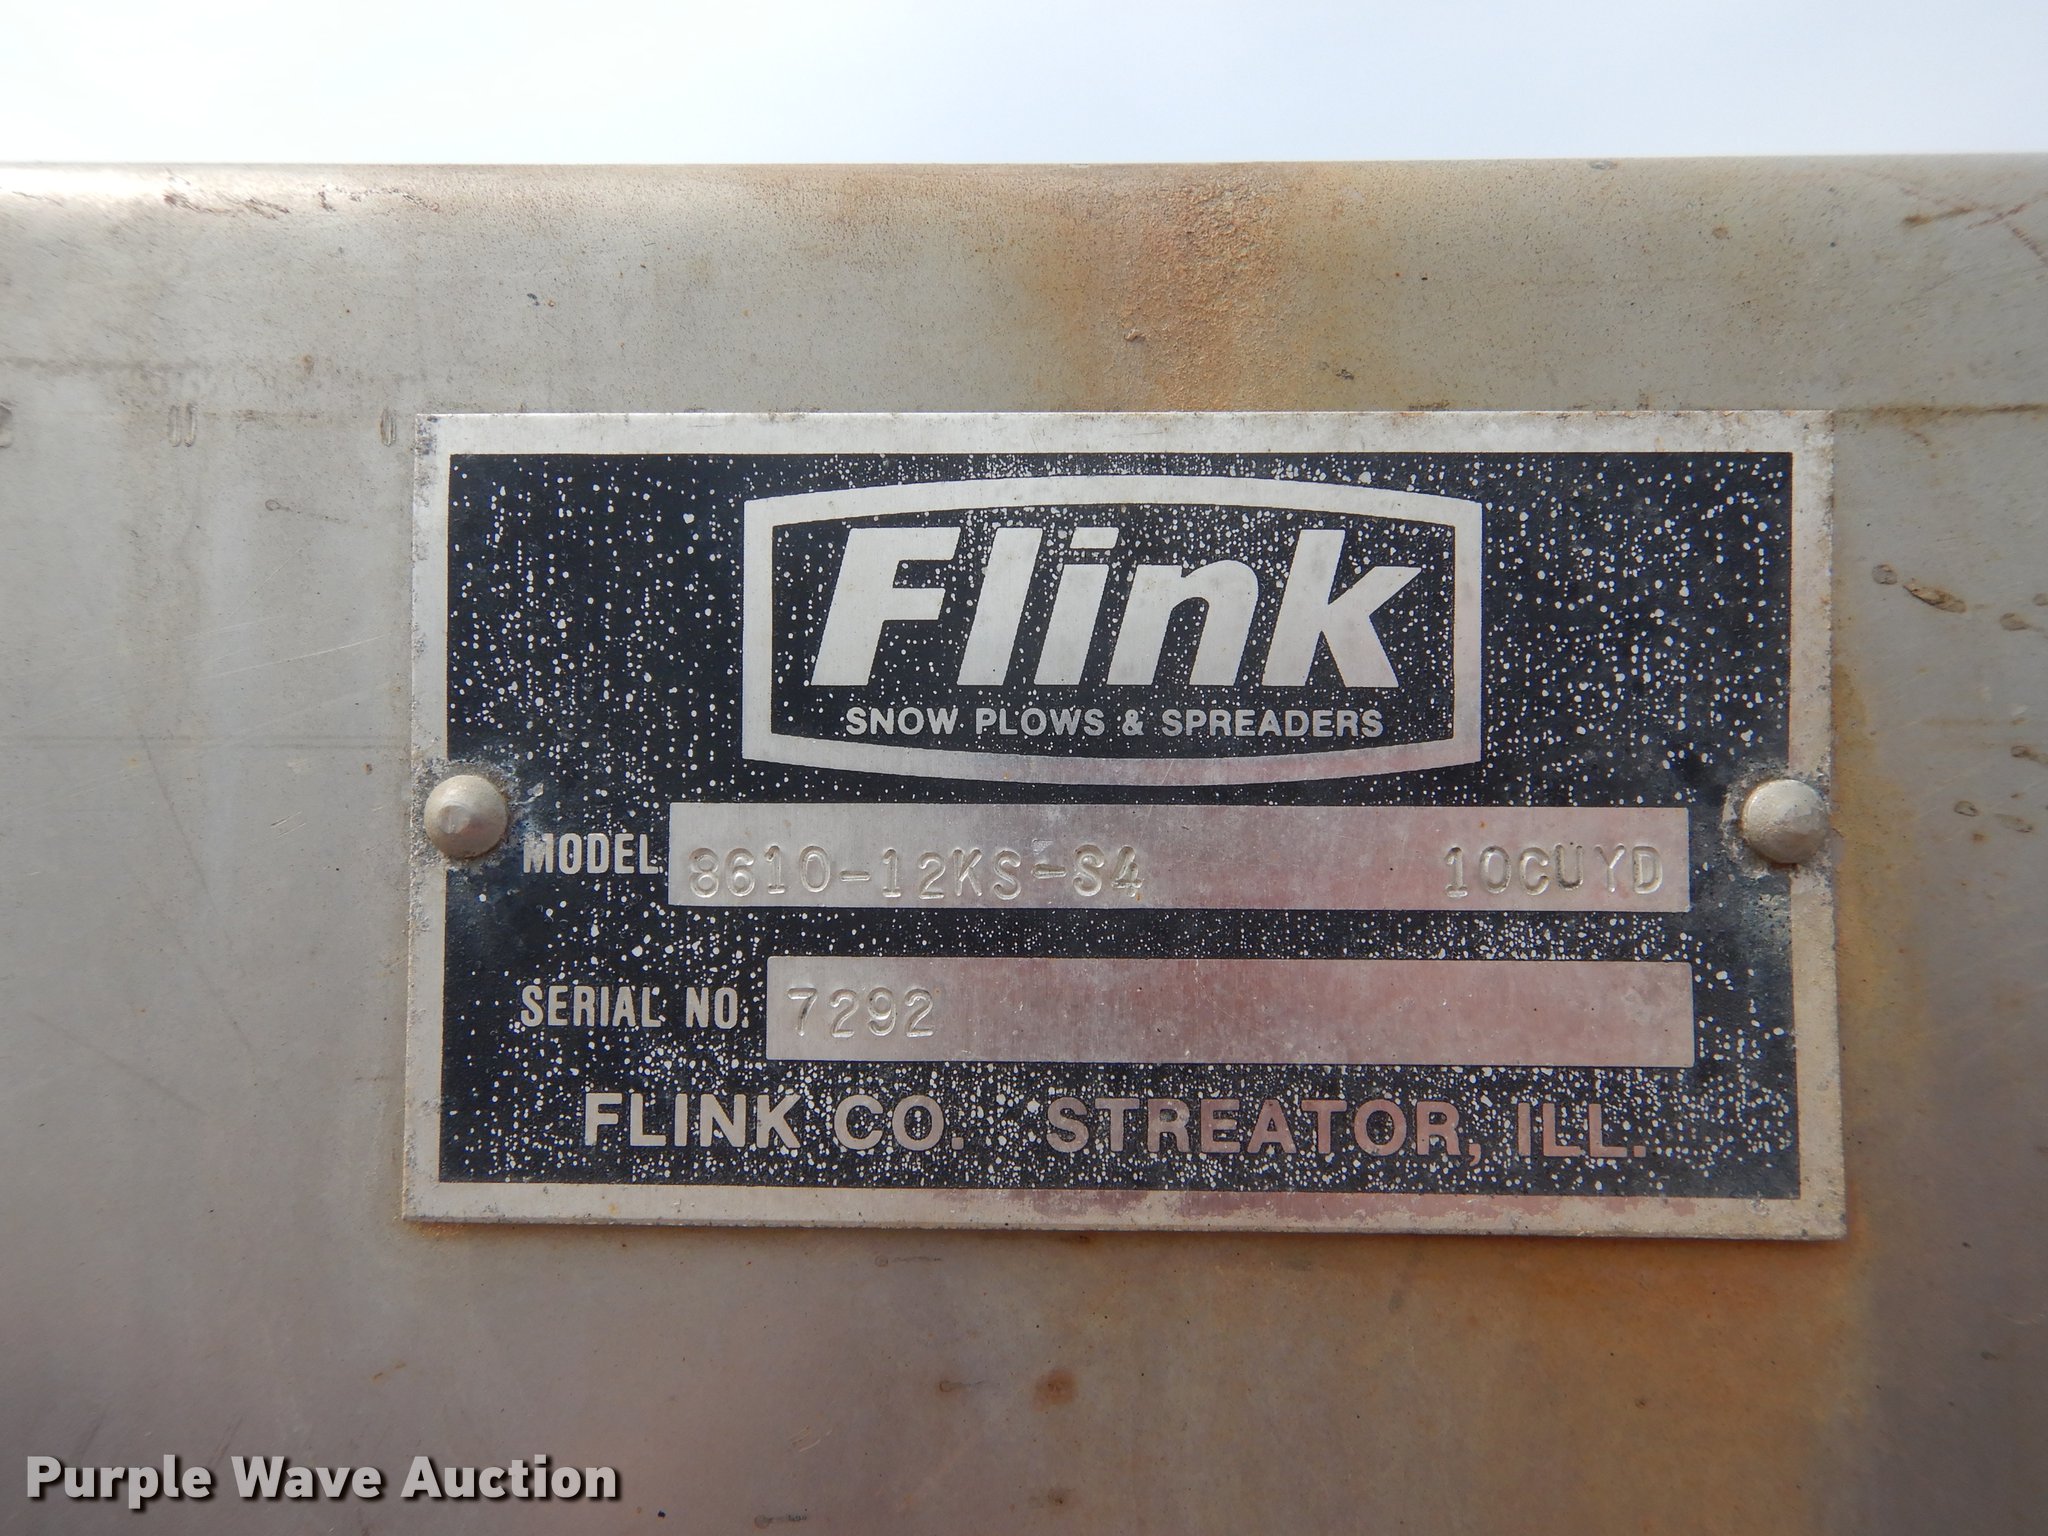 Flink
SNOW PLOWS & SPREADERS
MODEL 8610-12KS-S4 10CUYD
SERIAL NO. 7292
FLINK CO. STREATOR, ILL.
Purple Wave Auction